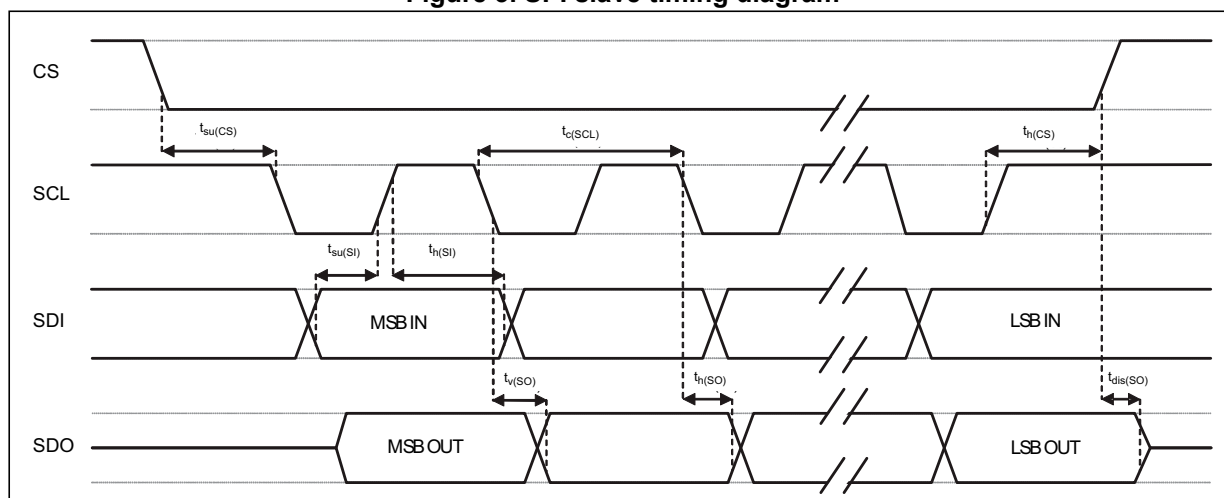 Figure 6. SPI slave timing diagram
CS
tsu(CS)
tc(SCL)
th(CS)
SCL
tsu(SI)
th(SI)
SDI
MSB IN
LSB IN
tv(SO)
th(SO)
tdis(SO)
SDO
MSB OUT
LSB OUT